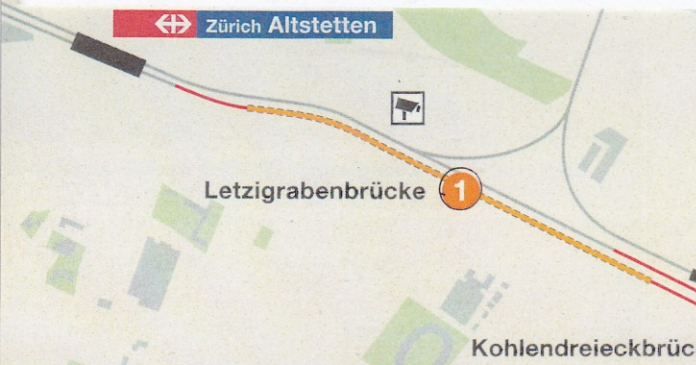 Zürich Altstetten
Letzigrabenbrücke 1
Kohlendreieckbrüc